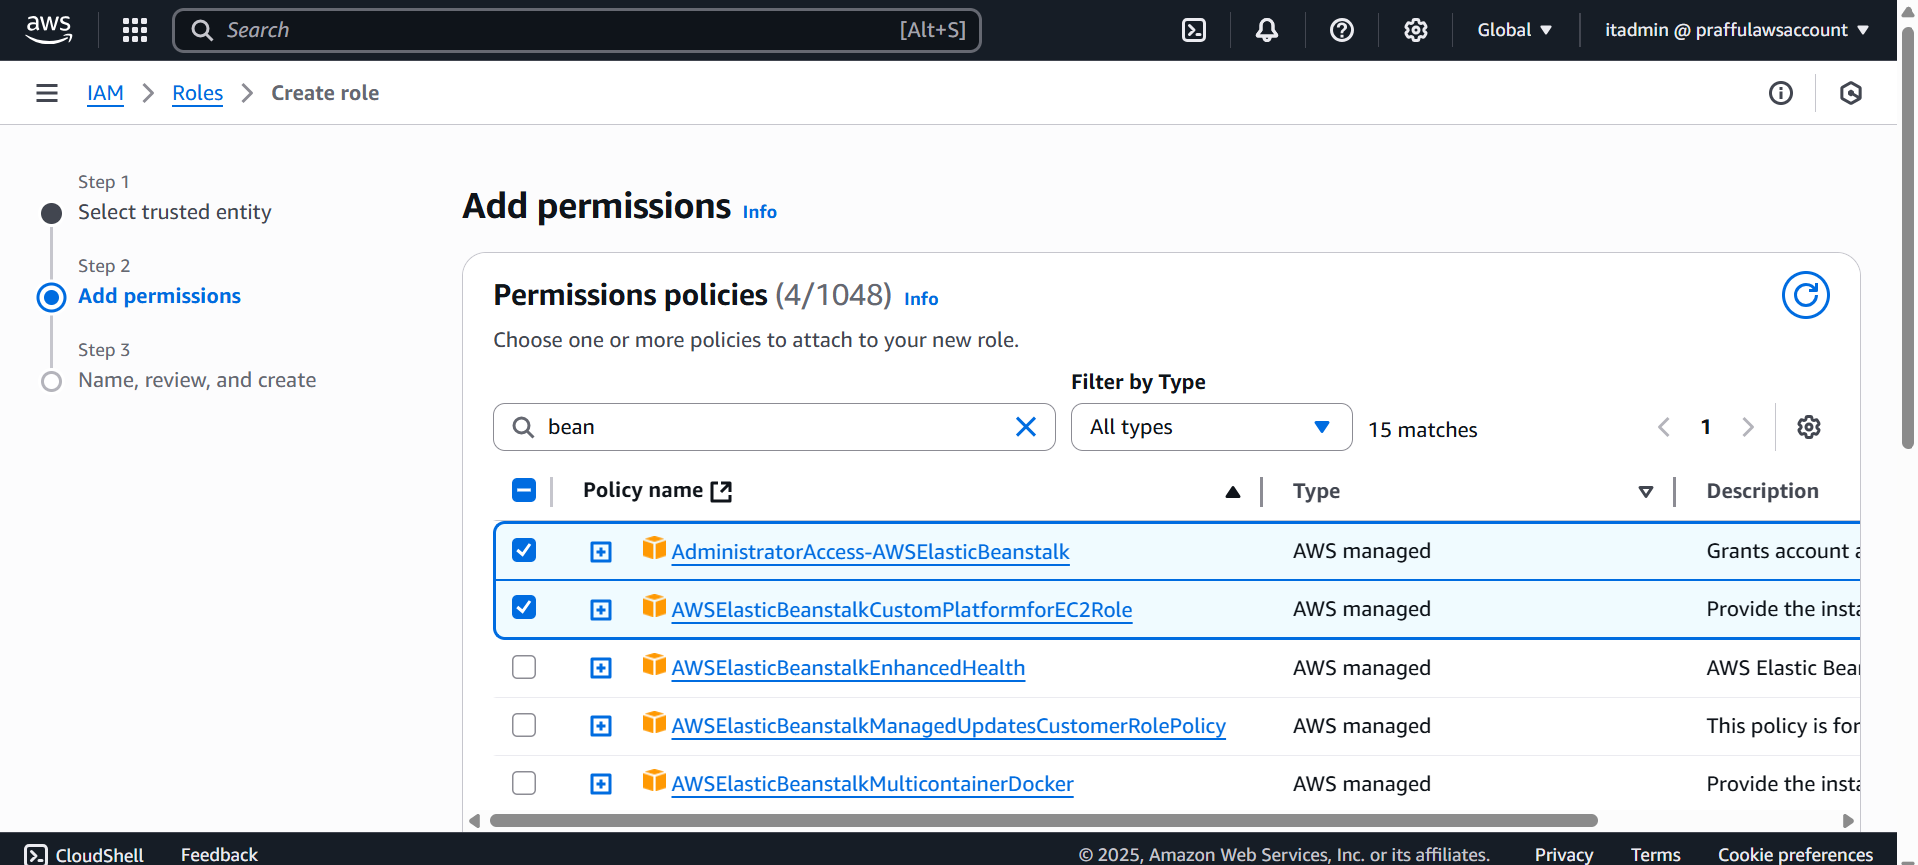 aws
Search [Alt+S]
Global
itadmin @ praffulawsaccount
IAM > Roles > Create role
Step 1
Select trusted entity
Step 2
Add permissions
Step 3
Name, review, and create
Add permissions Info
Permissions policies (4/1048) Info
Choose one or more policies to attach to your new role.
Filter by Type
bean
All types
15 matches
1
Policy name Type Description
AdministratorAccess-AWSElasticBeanstalk AWS managed Grants account a
AWSElasticBeanstalkCustomPlatformforEC2Role AWS managed Provide the insta
AWSElasticBeanstalkEnhancedHealth AWS managed AWS Elastic Bean
AWSElasticBeanstalkManagedUpdatesCustomerRolePolicy AWS managed This policy is for
AWSElasticBeanstalkMulticontainerDocker AWS managed Provide the insta
CloudShell Feedback © 2025, Amazon Web Services, Inc. or its affiliates. Privacy Terms Cookie preferences